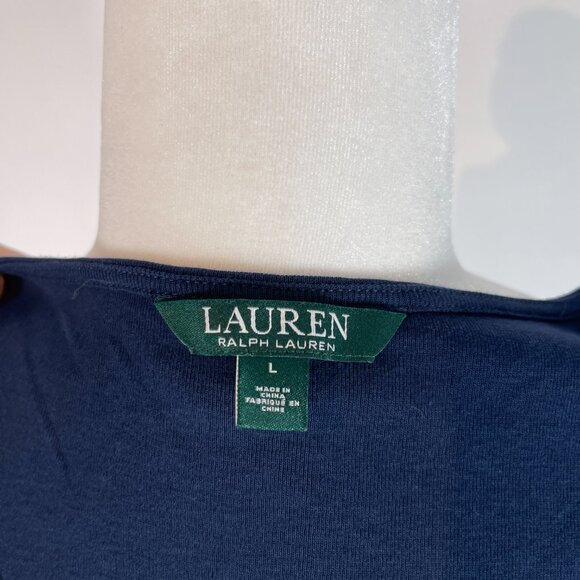 LAUREN
RALPH LAUREN
L
MADE IN
CHINA
FABRIQUÉ EN
CHINE